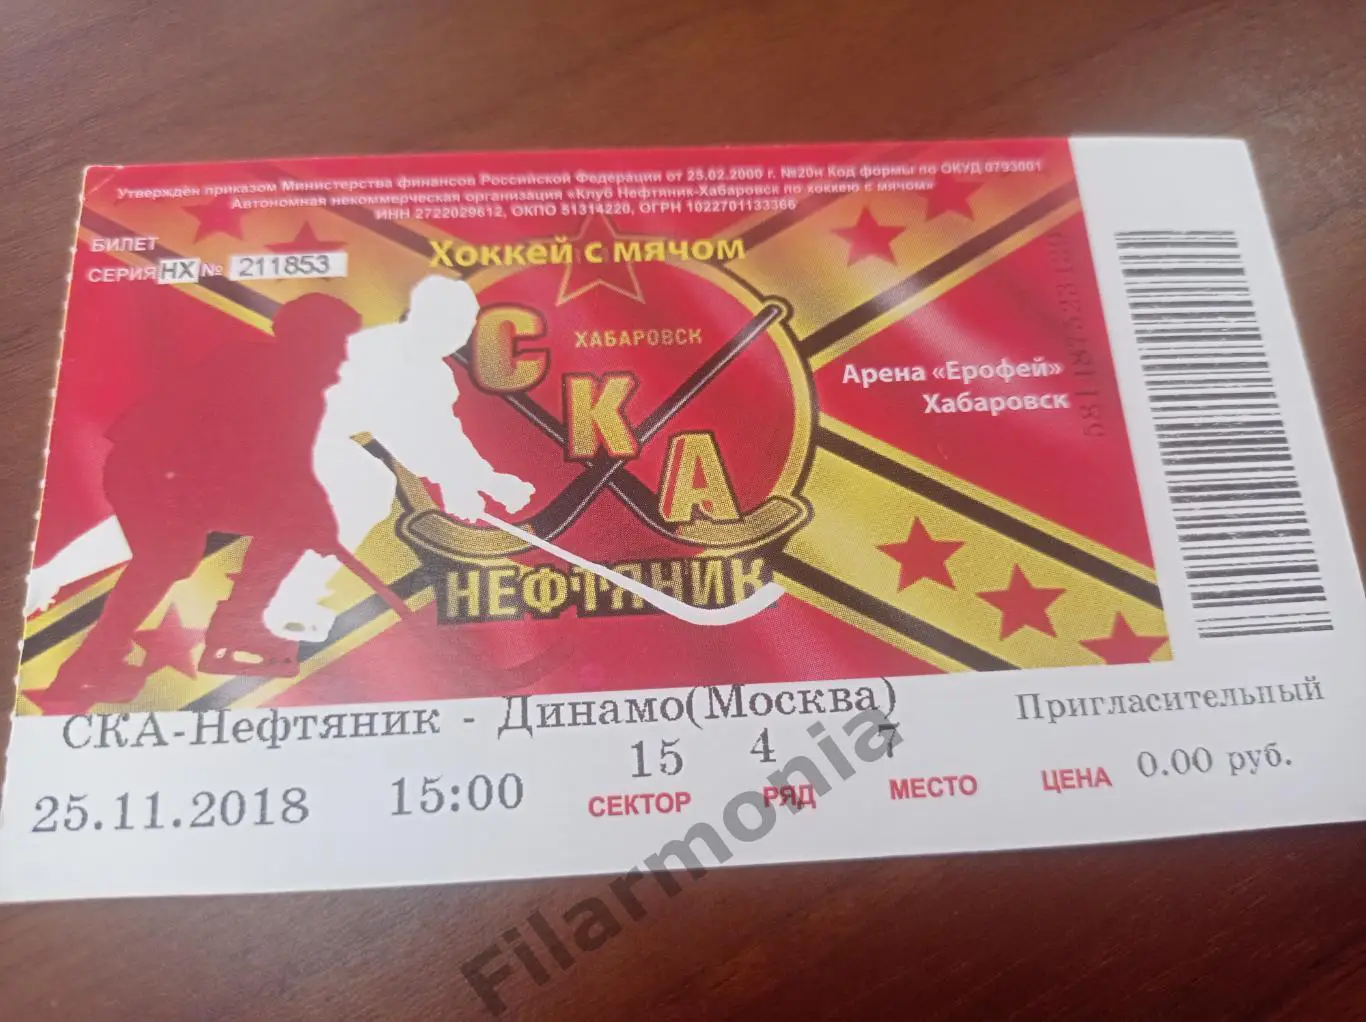 Утверждён приказом Министерства финансов Российской Федерации от 25.02.2000 г. №20н Код формы по ОКУД 0793001
Автономная некоммерческая организация «Клуб Нефтяник-Хабаровск по хоккею с мячом»
ИНН 2722029612, ОКПО 51314220, ОГРН 1022701133366
БИЛЕТ
СЕРИЯ НХ № 211853
Хоккей с мячом
ХАБАРОВСК
СКА
НЕФТЯНИК
Арена «Ерофей»
Хабаровск
СКА-Нефтяник - Динамо(Москва)
Пригласительный
25.11.2018 15:00
15 4 7 0.00 руб.
СЕКТОР РЯД МЕСТО ЦЕНА
Filarmonia